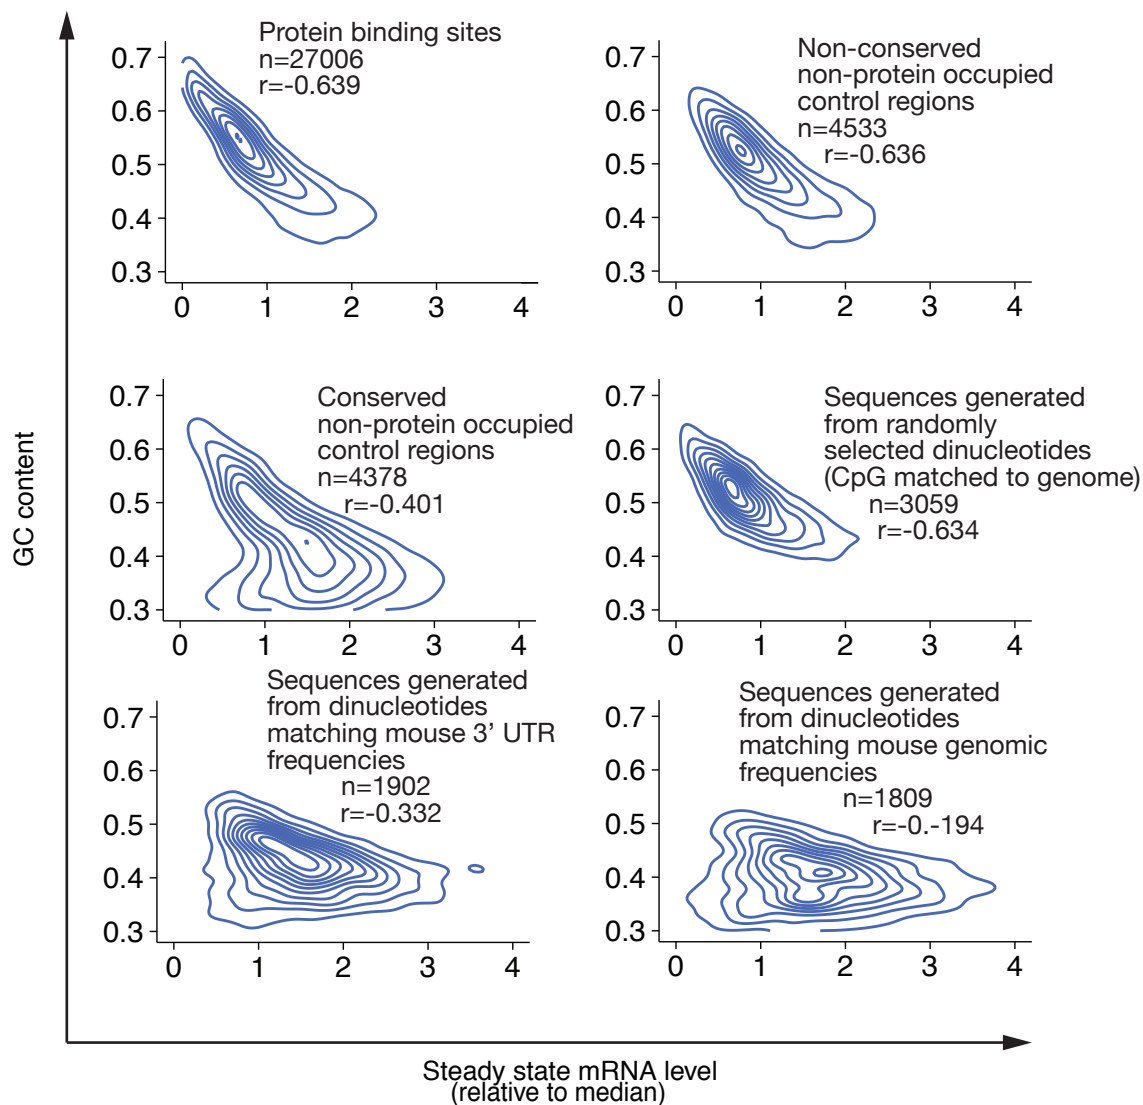 Protein binding sites
n=27006
r=-0.639
0.7
0.6
0.5
0.4
0.3
0 1 2 3 4
Non-conserved
non-protein occupied
control regions
n=4533
r=-0.636
0.7
0.6
0.5
0.4
0.3
0 1 2 3 4
Conserved
non-protein occupied
control regions
n=4378
r=-0.401
0.7
0.6
0.5
0.4
0.3
0 1 2 3 4
Sequences generated
from randomly
selected dinucleotides
(CpG matched to genome)
n=3059
r=-0.634
0.7
0.6
0.5
0.4
0.3
0 1 2 3 4
Sequences generated
from dinucleotides
matching mouse 3’ UTR
frequencies
n=1902
r=-0.332
0.7
0.6
0.5
0.4
0.3
0 1 2 3 4
Sequences generated
from dinucleotides
matching mouse genomic
frequencies
n=1809
r=-0.-194
0.7
0.6
0.5
0.4
0.3
0 1 2 3 4
GC content
Steady state mRNA level
(relative to median)